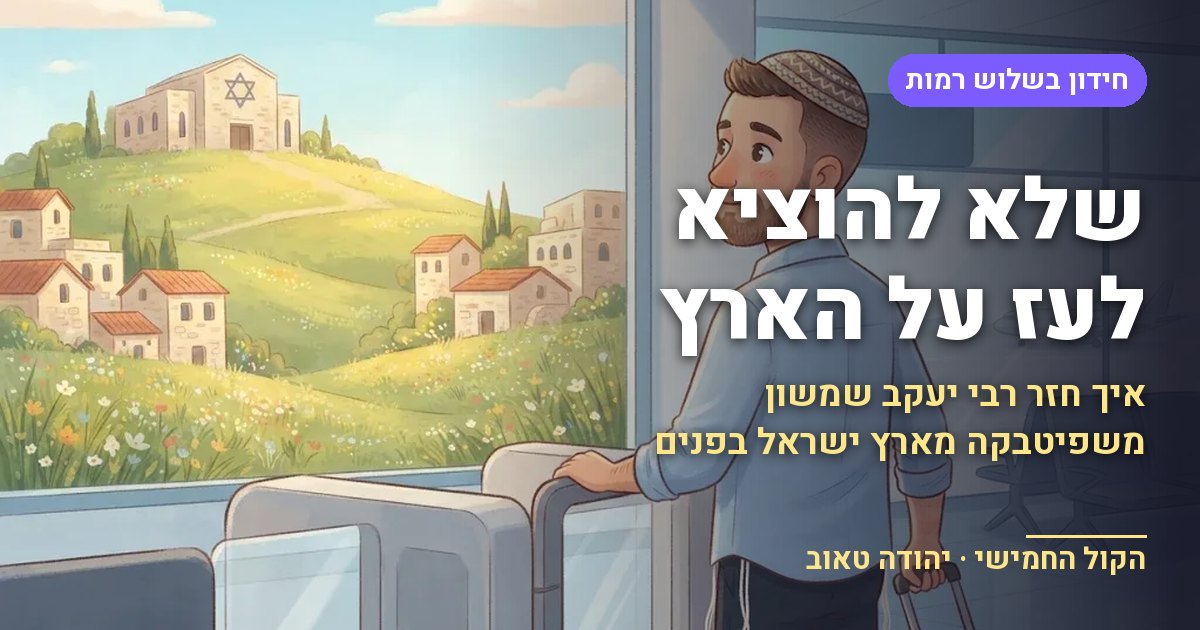 חידון בשלוש רמות
שלא להוציא
לעז על הארץ
איך חזר רבי יעקב שמשון
משפיטבקה מארץ ישראל בפנים
הקול החמישי · יהודה טאוב